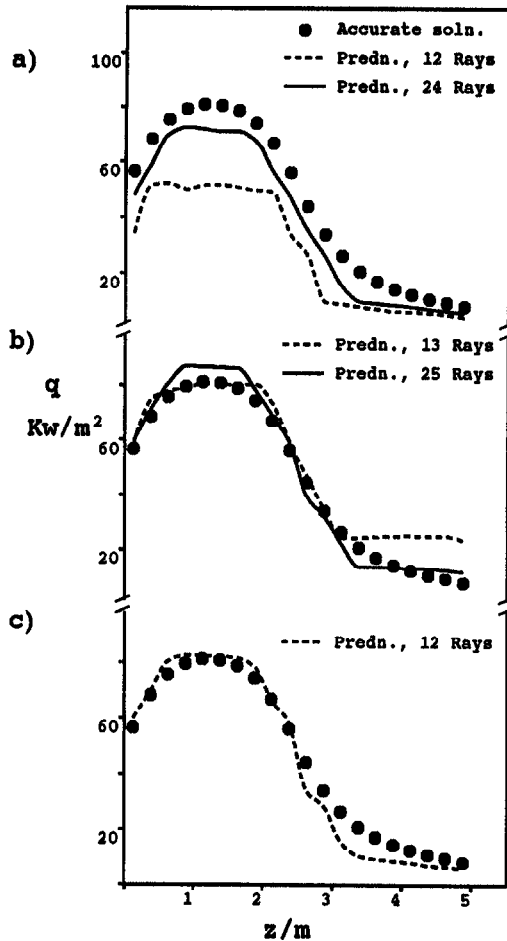 a)
Accurate soln.
Predn., 12 Rays
Predn., 24 Rays
100
60
20
b)
Predn., 13 Rays
Predn., 25 Rays
q
Kw/m²
60
20
c)
Predn., 12 Rays
60
20
1 2 3 4 5
z/m